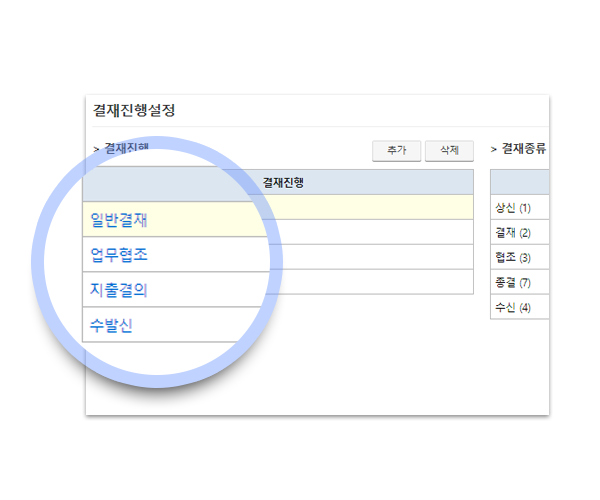 결재진행설정
> 결재진행
추가
삭제
> 결재종류
결재진행
일반결재
업무협조
지출결의
수발신
상신 (1)
결재 (2)
협조 (3)
종결 (7)
수신 (4)